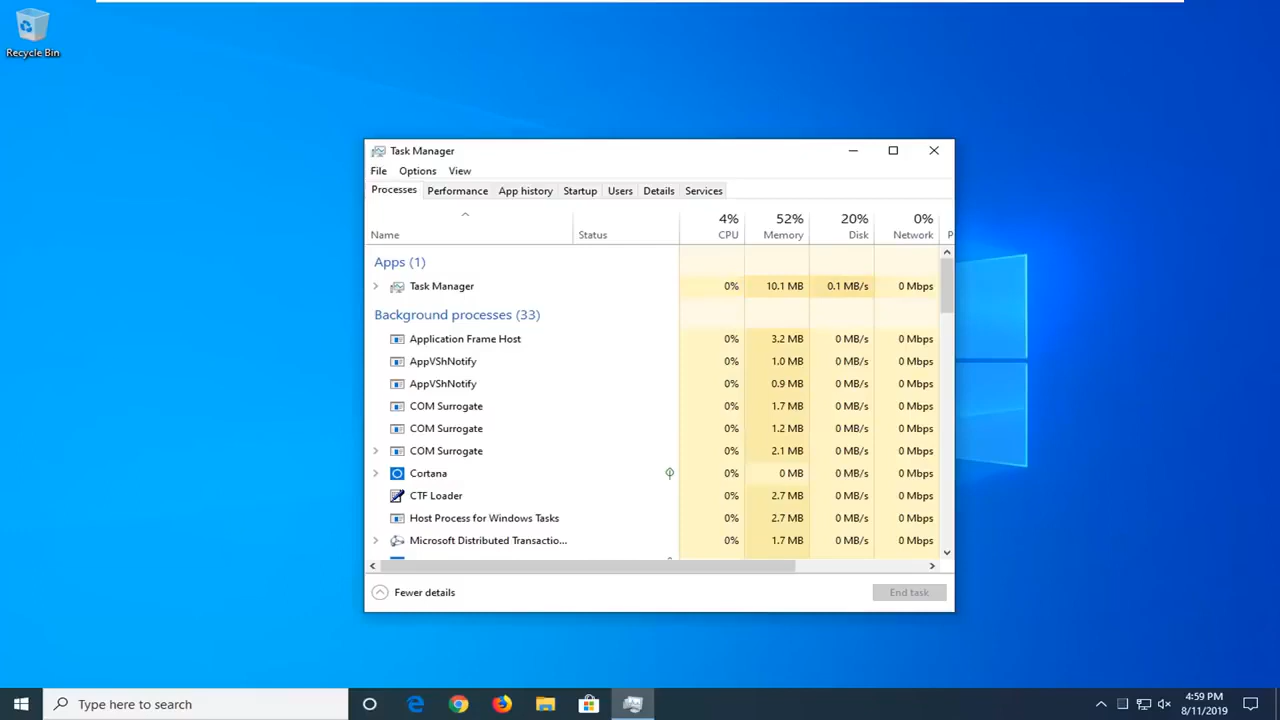 Recycle Bin
Task Manager
File Options View
Processes Performance App history Startup Users Details Services
4% 52% 20% 0%
Name Status CPU Memory Disk Network P
Apps (1)
Task Manager 0% 10.1 MB 0.1 MB/s 0 Mbps
Background processes (33)
Application Frame Host 0% 3.2 MB 0 MB/s 0 Mbps
AppVShNotify 0% 1.0 MB 0 MB/s 0 Mbps
AppVShNotify 0% 0.9 MB 0 MB/s 0 Mbps
COM Surrogate 0% 1.7 MB 0 MB/s 0 Mbps
COM Surrogate 0% 1.2 MB 0 MB/s 0 Mbps
COM Surrogate 0% 2.1 MB 0 MB/s 0 Mbps
Cortana 0% 0 MB 0 MB/s 0 Mbps
CTF Loader 0% 2.7 MB 0 MB/s 0 Mbps
Host Process for Windows Tasks 0% 2.7 MB 0 MB/s 0 Mbps
Microsoft Distributed Transactio... 0% 1.7 MB 0 MB/s 0 Mbps
Fewer details End task
Type here to search
4:59 PM
8/11/2019